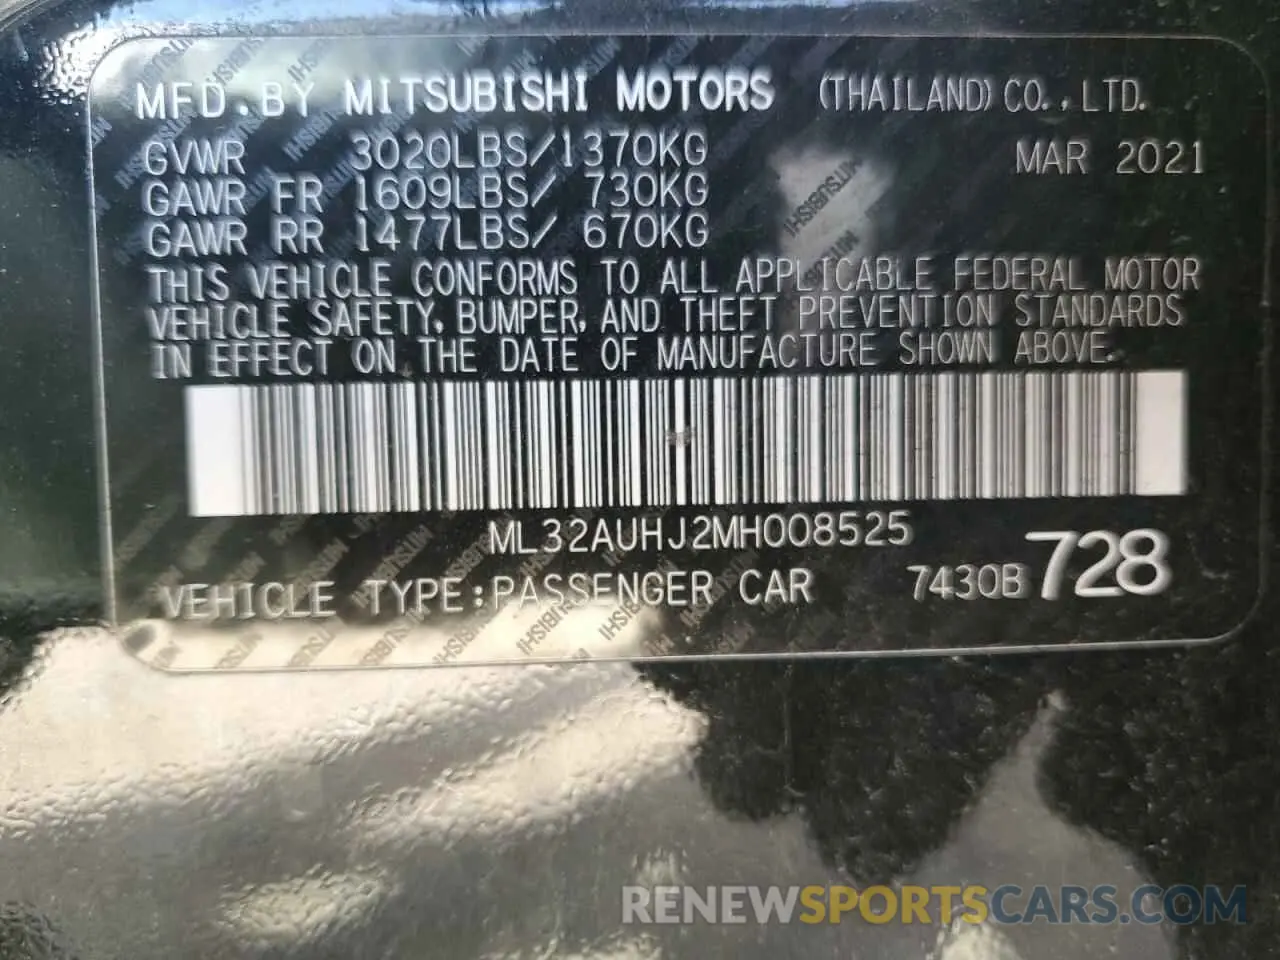 MFD.BY MITSUBISHI MOTORS (THAILAND) CO.,LTD.
GVWR 3020LBS/1370KG MAR 2021
GAWR FR 1609LBS/ 730KG
GAWR RR 1477LBS/ 670KG
THIS VEHICLE CONFORMS TO ALL APPLICABLE FEDERAL MOTOR
VEHICLE SAFETY, BUMPER, AND THEFT PREVENTION STANDARDS
IN EFFECT ON THE DATE OF MANUFACTURE SHOWN ABOVE.
ML32AUHJ2MH008525
VEHICLE TYPE:PASSENGER CAR 7430B 728
RENEWSPORTSCARS.COM